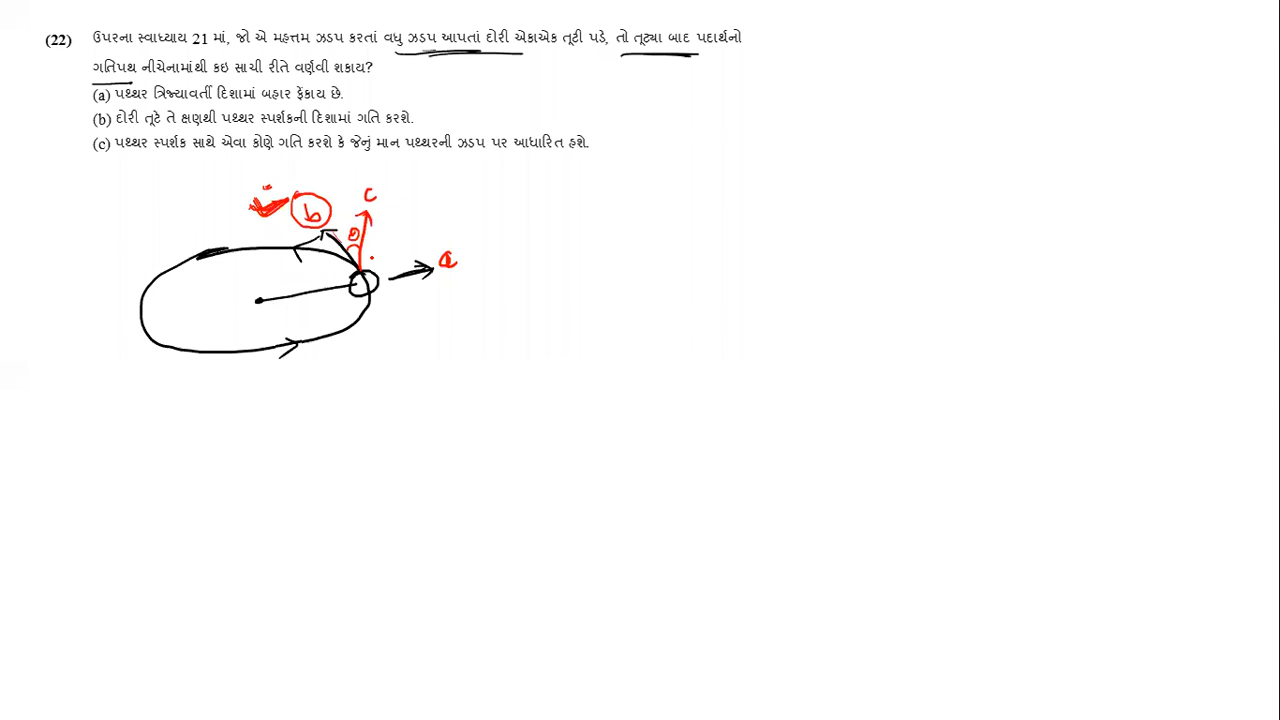 (22) ઉપરના સ્વાધ્યાય 21 માં, જો એ મહત્તમ ઝડપ કરતાં વધુ ઝડપ આપતાં દોરી એકાએક તૂટી પડે, તો તૂટ્યા બાદ પદાર્થનો
ગતિપથ નીચેનામાંથી કઇ સાચી રીતે વર્ણવી શકાય?
(a) પથ્થર ત્રિજ્યાવર્તી દિશામાં બહાર ફેંકાય છે.
(b) દોરી તૂટે તે ક્ષણથી પથ્થર સ્પર્શકની દિશામાં ગતિ કરશે.
(c) પથ્થર સ્પર્શક સાથે એવા કોણે ગતિ કરશે કે જેનું માન પથ્થરની ઝડપ પર આધારિત હશે.
c
b
θ
a